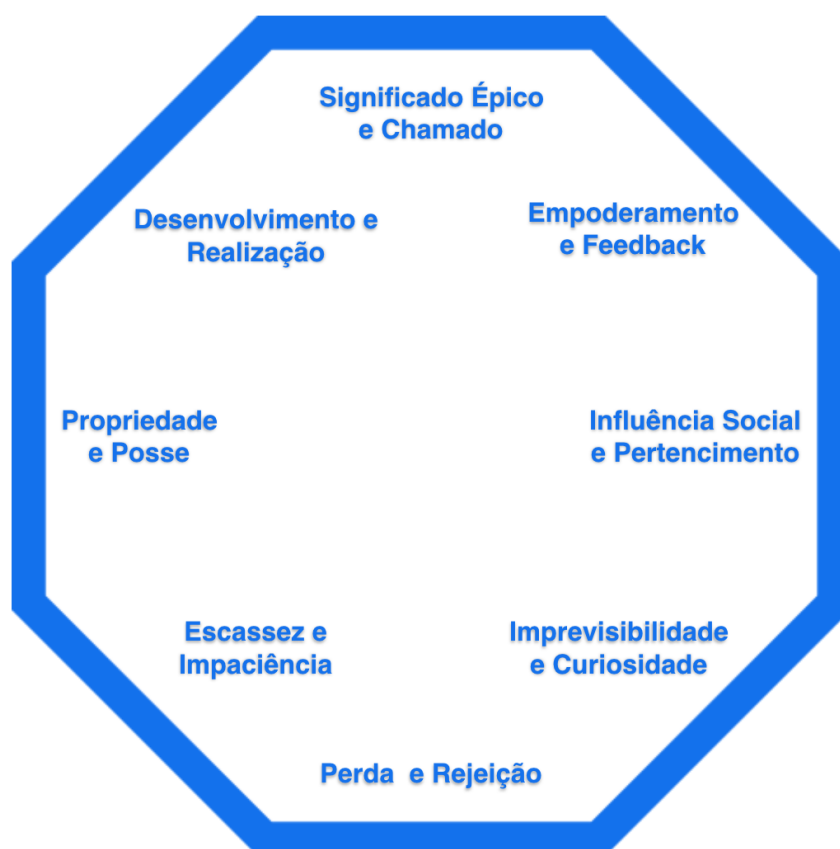 Significado Épico
e Chamado
Desenvolvimento e
Realização
Empoderamento
e Feedback
Propriedade
e Posse
Influência Social
e Pertencimento
Escassez e
Impaciência
Imprevisibilidade
e Curiosidade
Perda e Rejeição